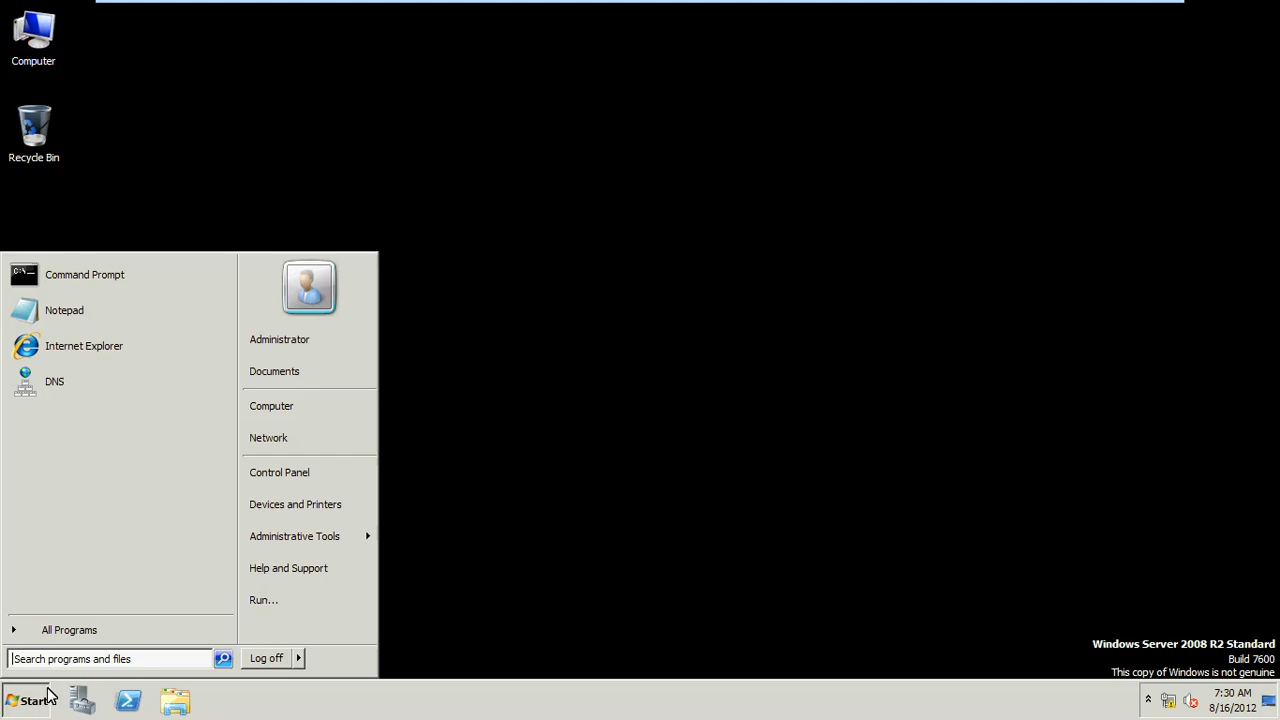 Computer
Recycle Bin
Command Prompt
Notepad
Internet Explorer
DNS
All Programs
Search programs and files
Administrator
Documents
Computer
Network
Control Panel
Devices and Printers
Administrative Tools
Help and Support
Run...
Log off
Start
Windows Server 2008 R2 Standard
Build 7600
This copy of Windows is not genuine
7:30 AM
8/16/2012